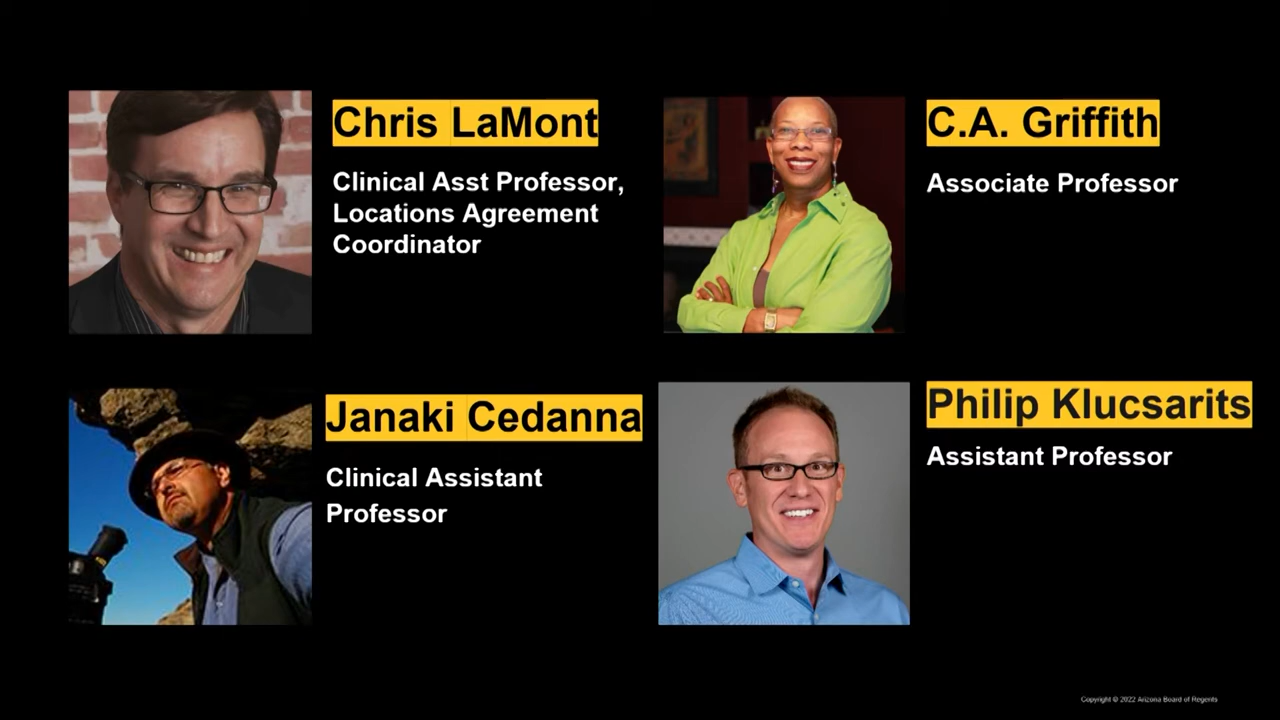 Chris LaMont
Clinical Asst Professor,
Locations Agreement
Coordinator
C.A. Griffith
Associate Professor
Janaki Cedanna
Clinical Assistant
Professor
Philip Klucsarits
Assistant Professor
Copyright © 2022 Arizona Board of Regents